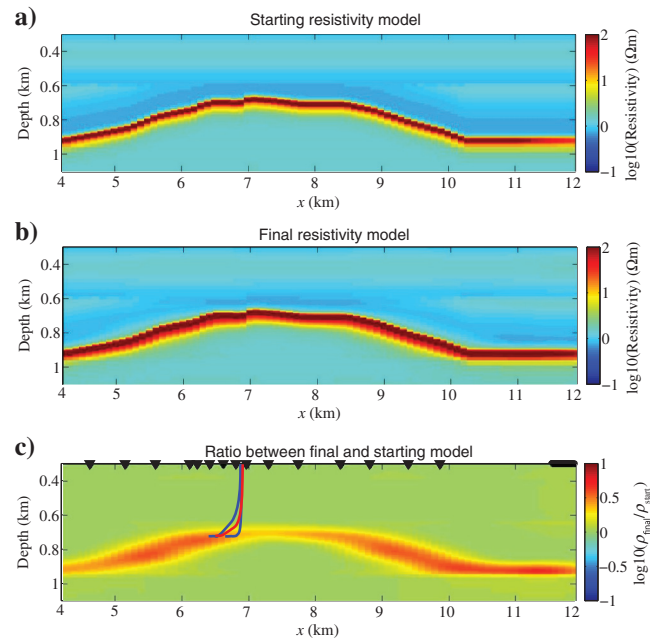 a)
Starting resistivity model
Depth (km)
0.4
0.6
0.8
1
4 5 6 7 8 9 10 11 12
x (km)
2
1
0
−1
log10(Resistivity) (Ωm)
b)
Final resistivity model
Depth (km)
0.4
0.6
0.8
1
4 5 6 7 8 9 10 11 12
x (km)
2
1
0
−1
log10(Resistivity) (Ωm)
c)
Ratio between final and starting model
Depth (km)
0.4
0.6
0.8
1
4 5 6 7 8 9 10 11 12
x (km)
1
0.5
0
−0.5
−1
log10(ρfinal/ρstart)